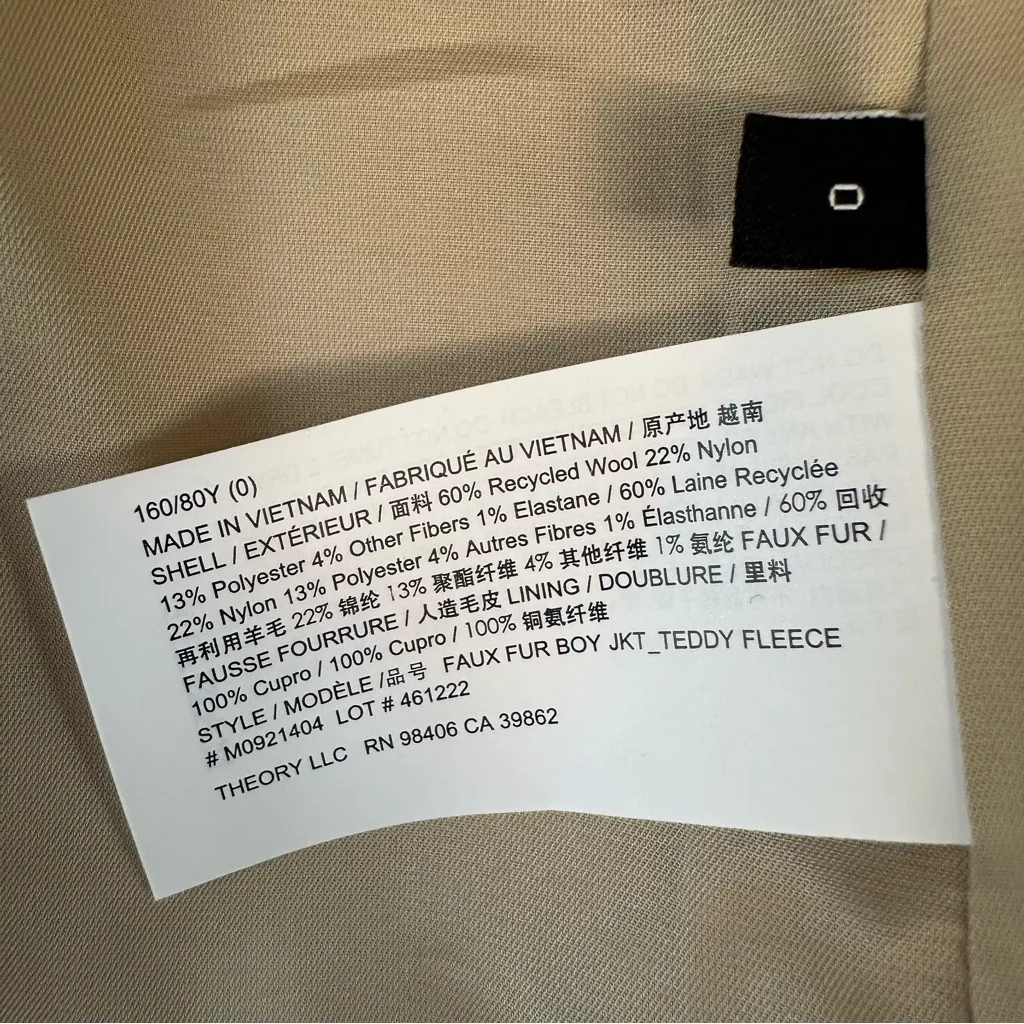 0
160/80Y (0)
MADE IN VIETNAM / FABRIQUÉ AU VIETNAM / 原产地 越南
SHELL / EXTÉRIEUR / 面料 60% Recycled Wool 22% Nylon
13% Polyester 4% Other Fibers 1% Elastane / 60% Laine Recyclée
22% Nylon 13% Polyester 4% Autres Fibres 1% Élasthanne / 60% 回收
再利用羊毛 22% 锦纶 13% 聚酯纤维 4% 其他纤维 1% 氨纶 FAUX FUR /
FAUSSE FOURRURE / 人造毛皮 LINING / DOUBLURE / 里料
100% Cupro / 100% Cupro / 100% 铜氨纤维
STYLE / MODÈLE /品号 FAUX FUR BOY JKT_TEDDY FLEECE
# M0921404 LOT # 461222
THEORY LLC RN 98406 CA 39862